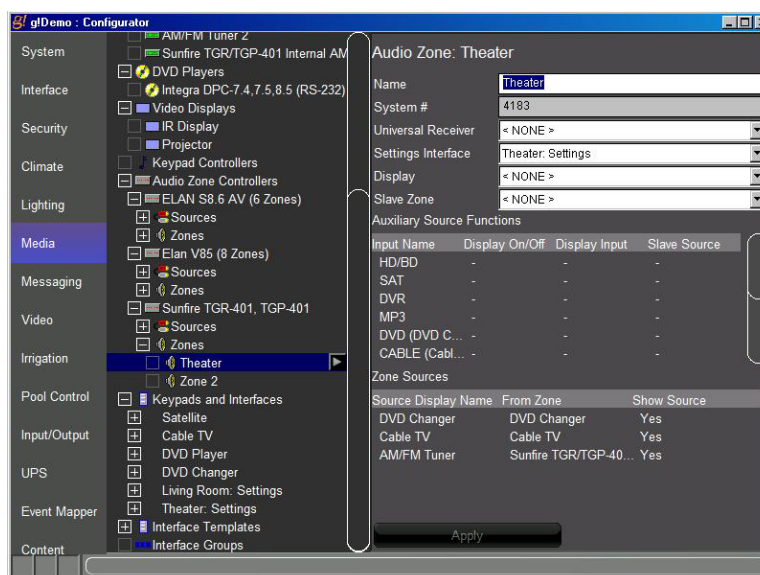 g! g!Demo : Configurator
System
Interface
Security
Climate
Lighting
Media
Messaging
Video
Irrigation
Pool Control
Input/Output
UPS
Event Mapper
Content
AM/FM Tuner 2
Sunfire TGR/TGP-401 Internal AM
DVD Players
Integra DPC-7.4,7.5,8.5 (RS-232)
Video Displays
IR Display
Projector
Keypad Controllers
Audio Zone Controllers
ELAN S8.6 AV (6 Zones)
Sources
Zones
Elan V85 (8 Zones)
Sources
Zones
Sunfire TGR-401, TGP-401
Sources
Zones
Theater
Zone 2
Keypads and Interfaces
Satellite
Cable TV
DVD Player
DVD Changer
Living Room: Settings
Theater: Settings
Interface Templates
Interface Groups
Audio Zone: Theater
Name Theater
System # 4183
Universal Receiver < NONE >
Settings Interface Theater: Settings
Display < NONE >
Slave Zone < NONE >
Auxiliary Source Functions
Input Name Display On/Off Display Input Slave Source
HD/BD - - -
SAT - - -
DVR - - -
MP3 - - -
DVD (DVD C... - - -
CABLE (Cabl... - - -
Zone Sources
Source Display Name From Zone Show Source
DVD Changer DVD Changer Yes
Cable TV Cable TV Yes
AM/FM Tuner Sunfire TGR/TGP-40... Yes
Apply